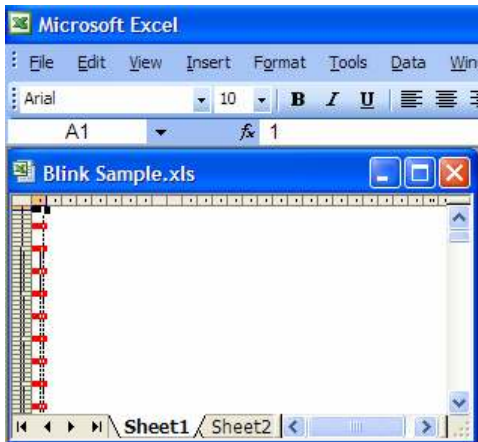 Microsoft Excel
File Edit View Insert Format Tools Data Win
Arial 10 B I U
A1 fx 1
Blink Sample.xls
Sheet1 Sheet2